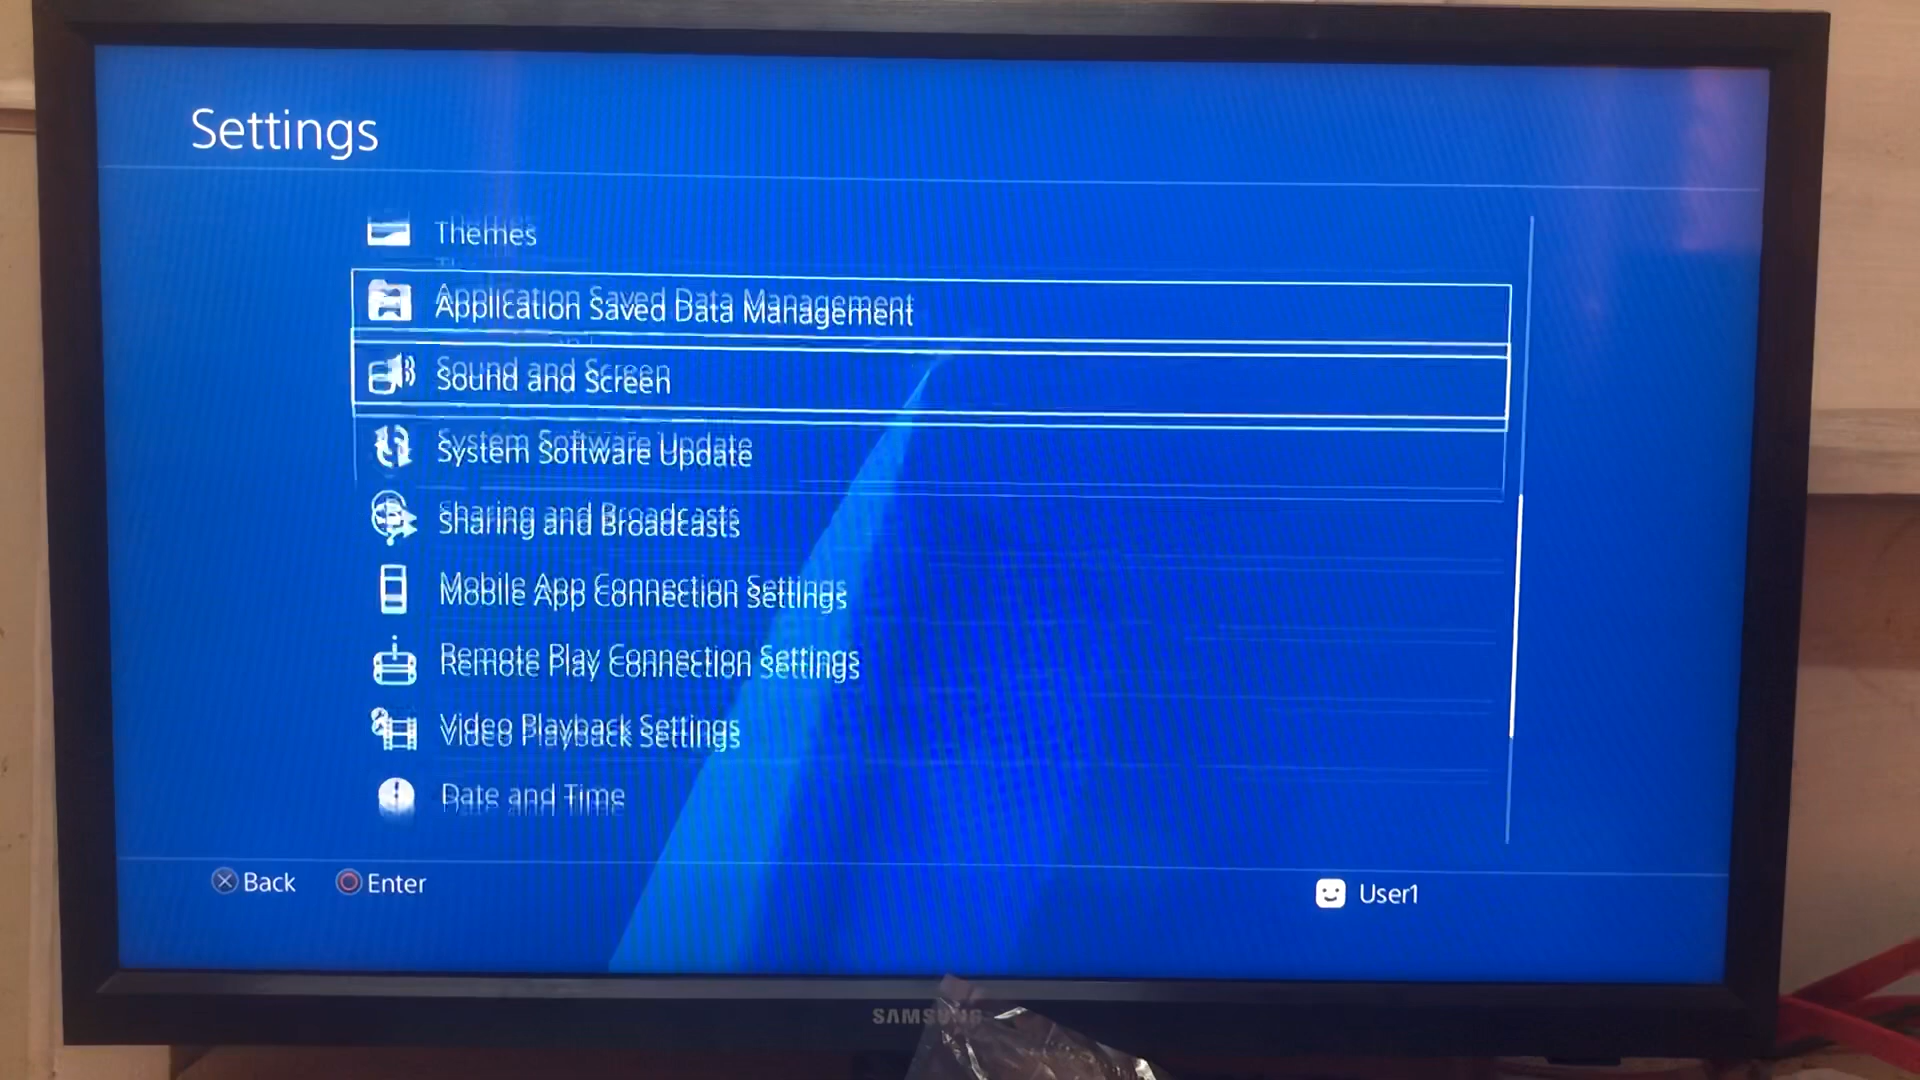 Settings
Themes
Application Saved Data Management
Sound and Screen
System Software Update
Sharing and Broadcasts
Mobile App Connection Settings
Remote Play Connection Settings
Video Playback Settings
Date and Time
Back
Enter
User1
SAMSUNG